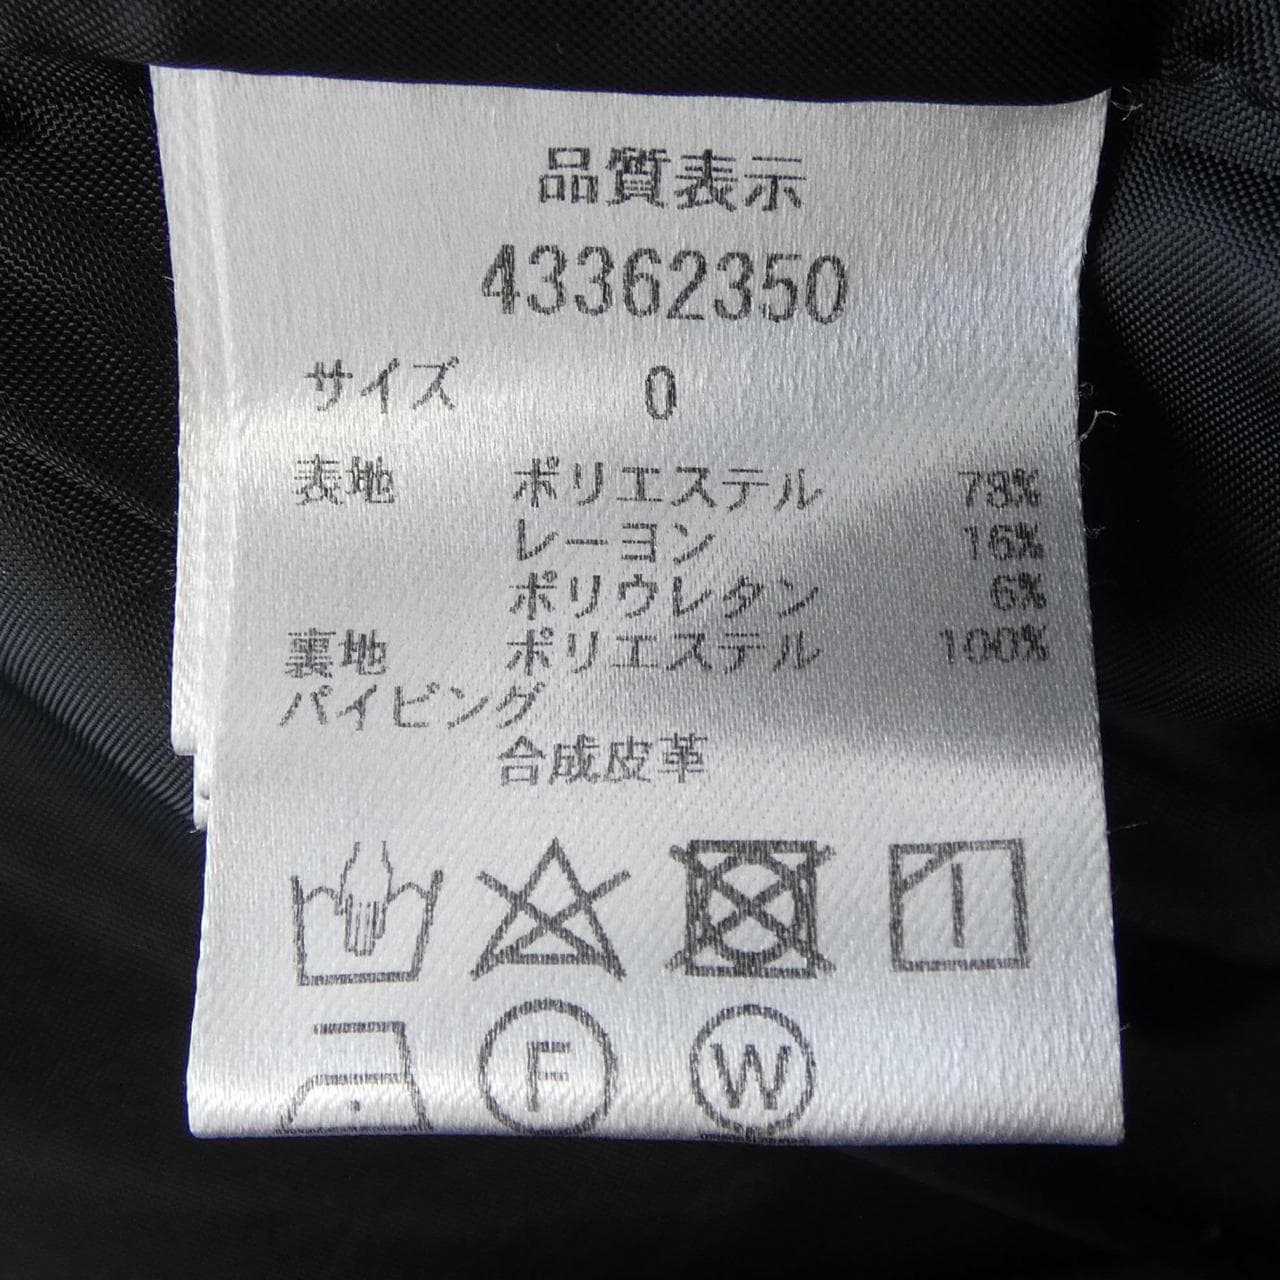 品質表示
43362350
サイズ 0
表地 ポリエステル 78%
レーヨン 16%
ポリウレタン 6%
裏地 ポリエステル 100%
パイピング
合成皮革
F W